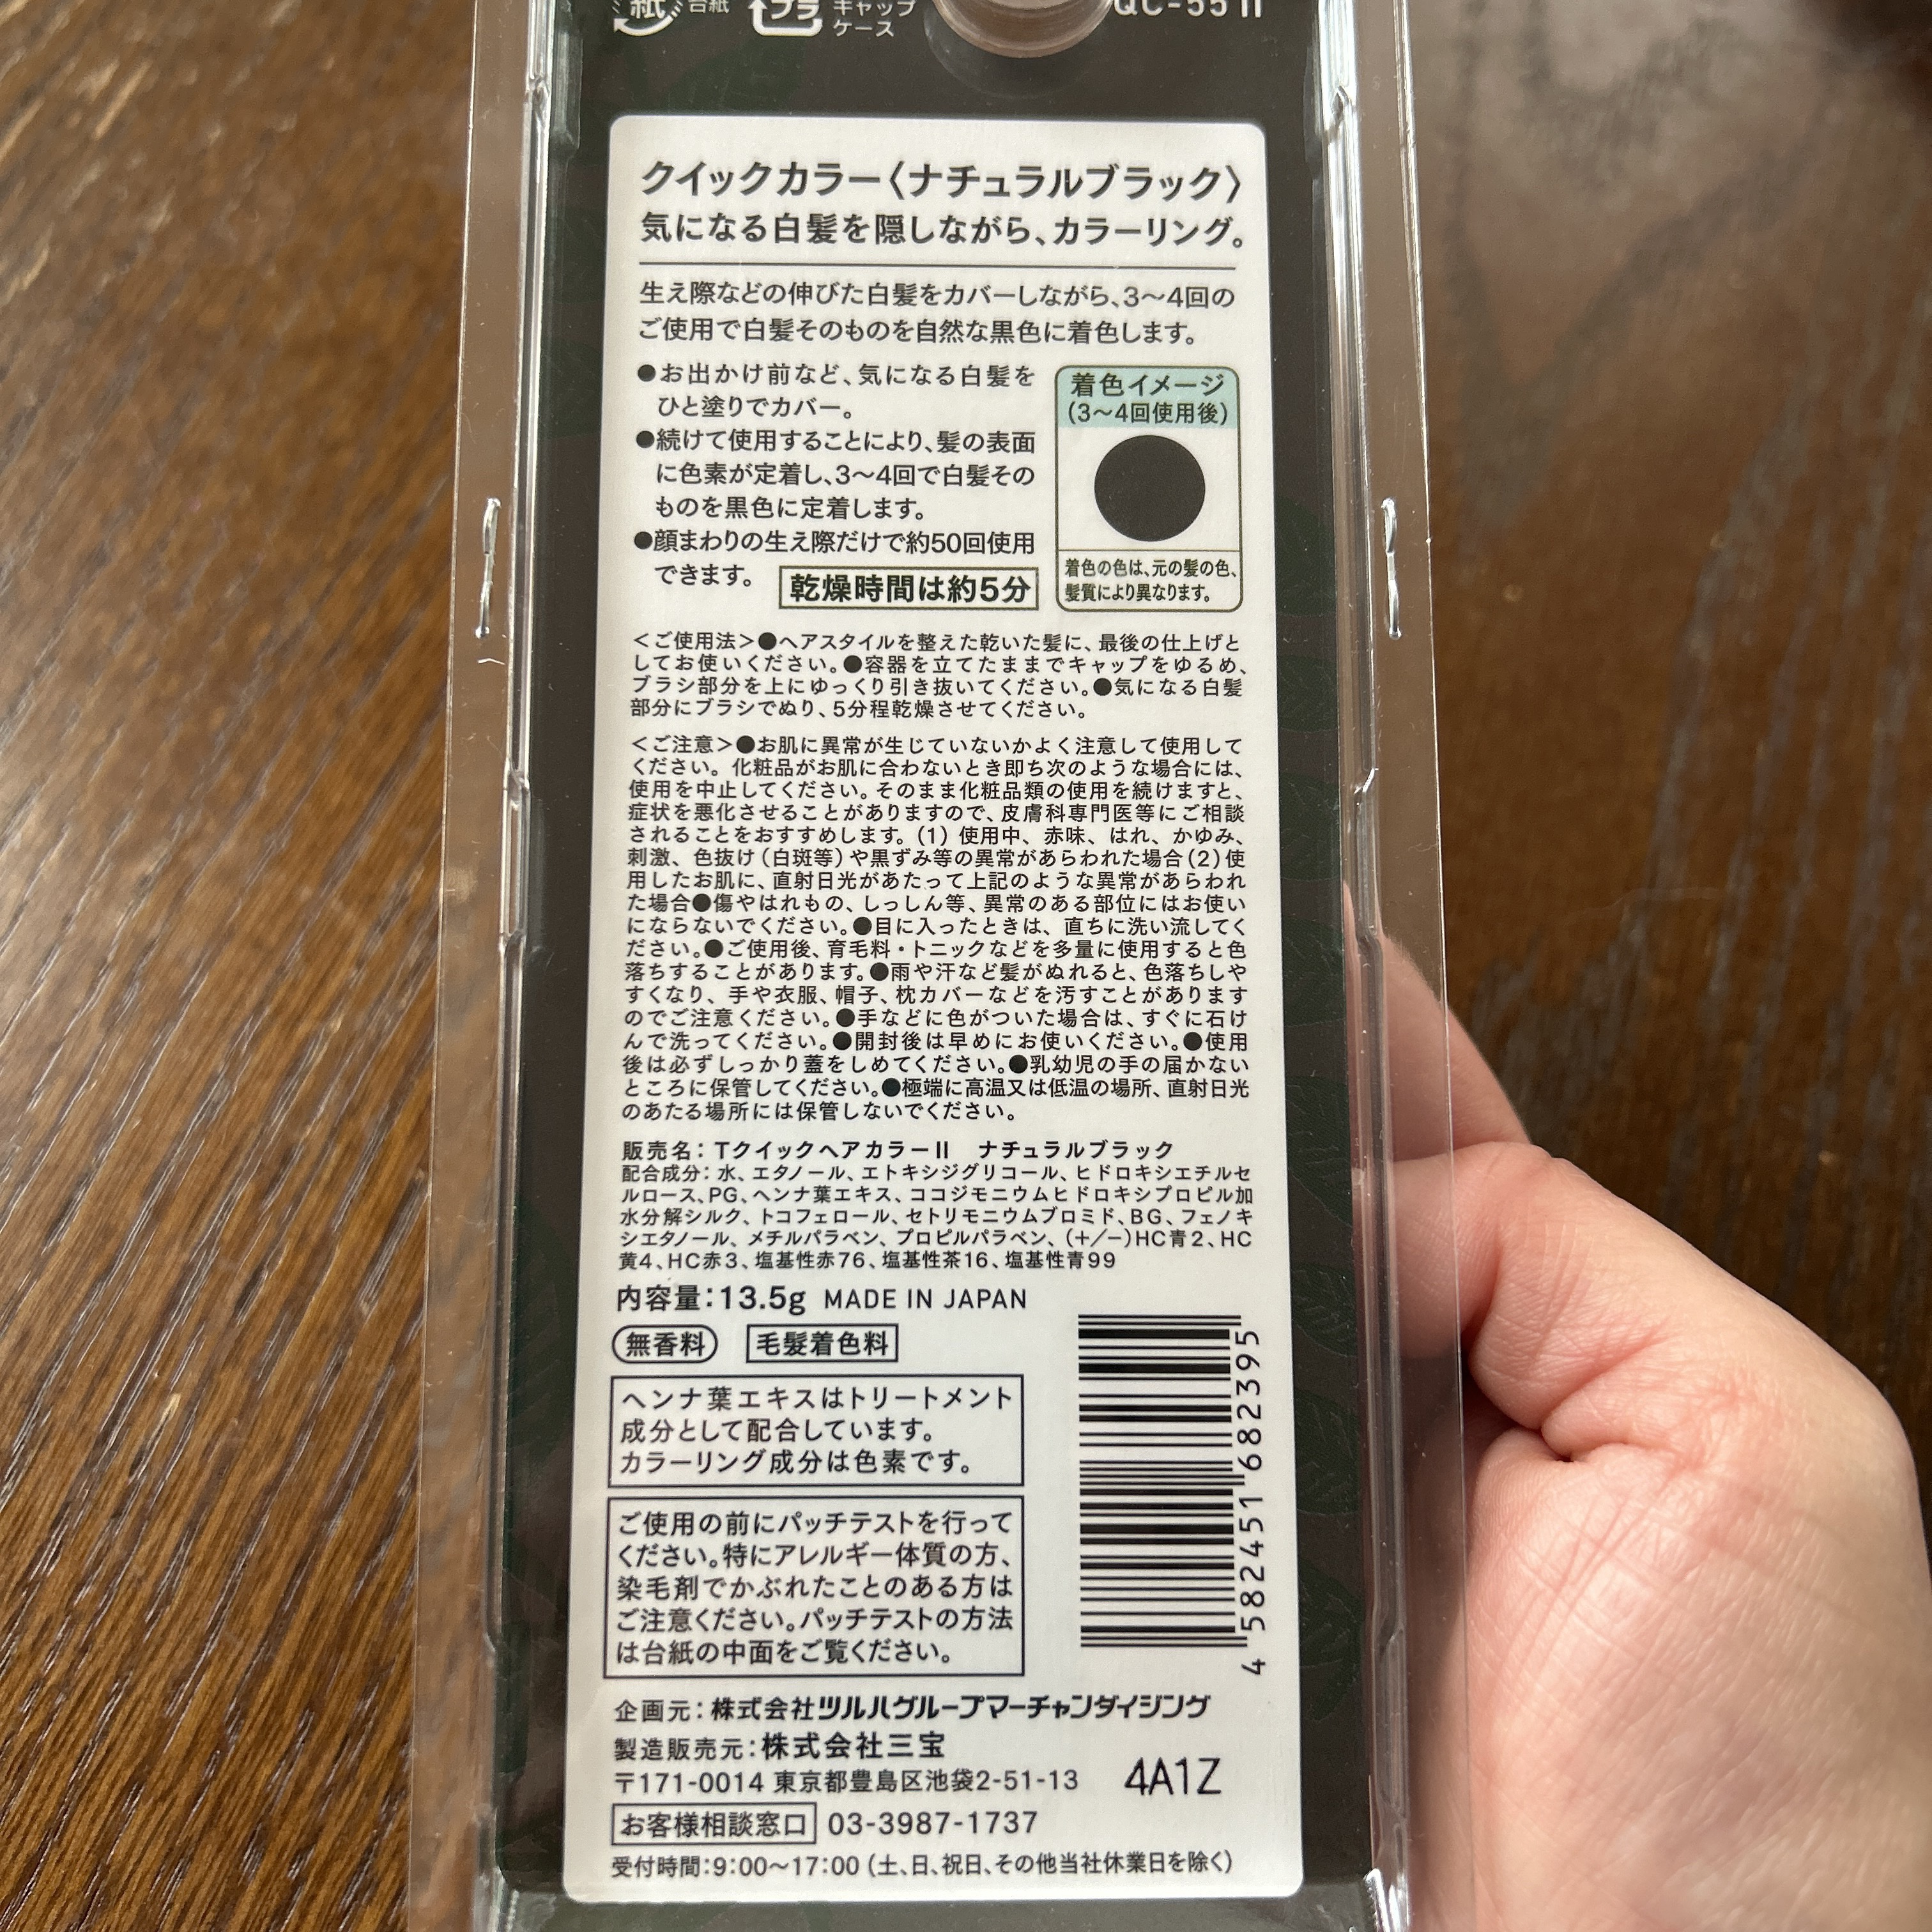 紙 台紙
プラ キャップ
ケース
QC-55 II
クイックカラー〈ナチュラルブラック〉
気になる白髪を隠しながら、カラーリング。
生え際などの伸びた白髪をカバーしながら、3〜4回の
ご使用で白髪そのものを自然な黒色に着色します。
●お出かけ前など、気になる白髪を
ひと塗りでカバー。
●続けて使用することにより、髪の表面
に色素が定着し、3〜4回で白髪その
ものを黒色に定着します。
●顔まわりの生え際だけで約50回使用
できます。
乾燥時間は約5分
着色イメージ
(3〜4回使用後)
着色の色は、元の髪の色、
髪質により異なります。
＜ご使用法＞●ヘアスタイルを整えた乾いた髪に、最後の仕上げと
してお使いください。●容器を立てたままでキャップをゆるめ、
ブラシ部分を上にゆっくり引き抜いてください。●気になる白髪
部分にブラシでぬり、5分程乾燥させてください。
＜ご注意＞●お肌に異常が生じていないかよく注意して使用して
ください。化粧品がお肌に合わないとき即ち次のような場合には、
使用を中止してください。そのまま化粧品類の使用を続けますと、
症状を悪化させることがありますので、皮膚科専門医等にご相談
されることをおすすめします。(1) 使用中、赤味、はれ、かゆみ、
刺激、色抜け(白斑等)や黒ずみ等の異常があらわれた場合(2)使
用したお肌に、直射日光があたって上記のような異常があらわれ
た場合●傷やはれもの、しっしん等、異常のある部位にはお使い
にならないでください。●目に入ったときは、直ちに洗い流してく
ださい。●ご使用後、育毛料・トニックなどを多量に使用すると色
落ちすることがあります。●雨や汗など髪がぬれると、色落ちしや
すくなり、手や衣服、帽子、枕カバーなどを汚すことがあります
のでご注意ください。●手などに色がついた場合は、すぐに石け
んで洗ってください。●開封後は早めにお使いください。●使用
後は必ずしっかり蓋をしめてください。●乳幼児の手の届かない
ところに保管してください。●極端に高温又は低温の場所、直射日光
のあたる場所には保管しないでください。
販売名：TクイックヘアカラーII ナチュラルブラック
配合成分：水、エタノール、エトキシジグリコール、ヒドロキシエチルセ
ルロース、PG、ヘンナ葉エキス、ココジモニウムヒドロキシプロピル加
水分解シルク、トコフェロール、セトリモニウムブロミド、BG、フェノキ
シエタノール、メチルパラベン、プロピルパラベン、(＋/−)HC青2、HC
黄4、HC赤3、塩基性赤76、塩基性茶16、塩基性青99
内容量：13.5g MADE IN JAPAN
無香料 毛髪着色料
ヘンナ葉エキスはトリートメント
成分として配合しています。
カラーリング成分は色素です。
ご使用の前にパッチテストを行って
ください。特にアレルギー体質の方、
染毛剤でかぶれたことのある方は
ご注意ください。パッチテストの方法
は台紙の中面をご覧ください。
4 582451 682395
企画元：株式会社ツルハグループマーチャンダイジング
製造販売元：株式会社三宝
〒171-0014 東京都豊島区池袋2-51-13
4A1Z
お客様相談窓口 03-3987-1737
受付時間：9：00〜17：00 (土、日、祝日、その他当社休業日を除く)